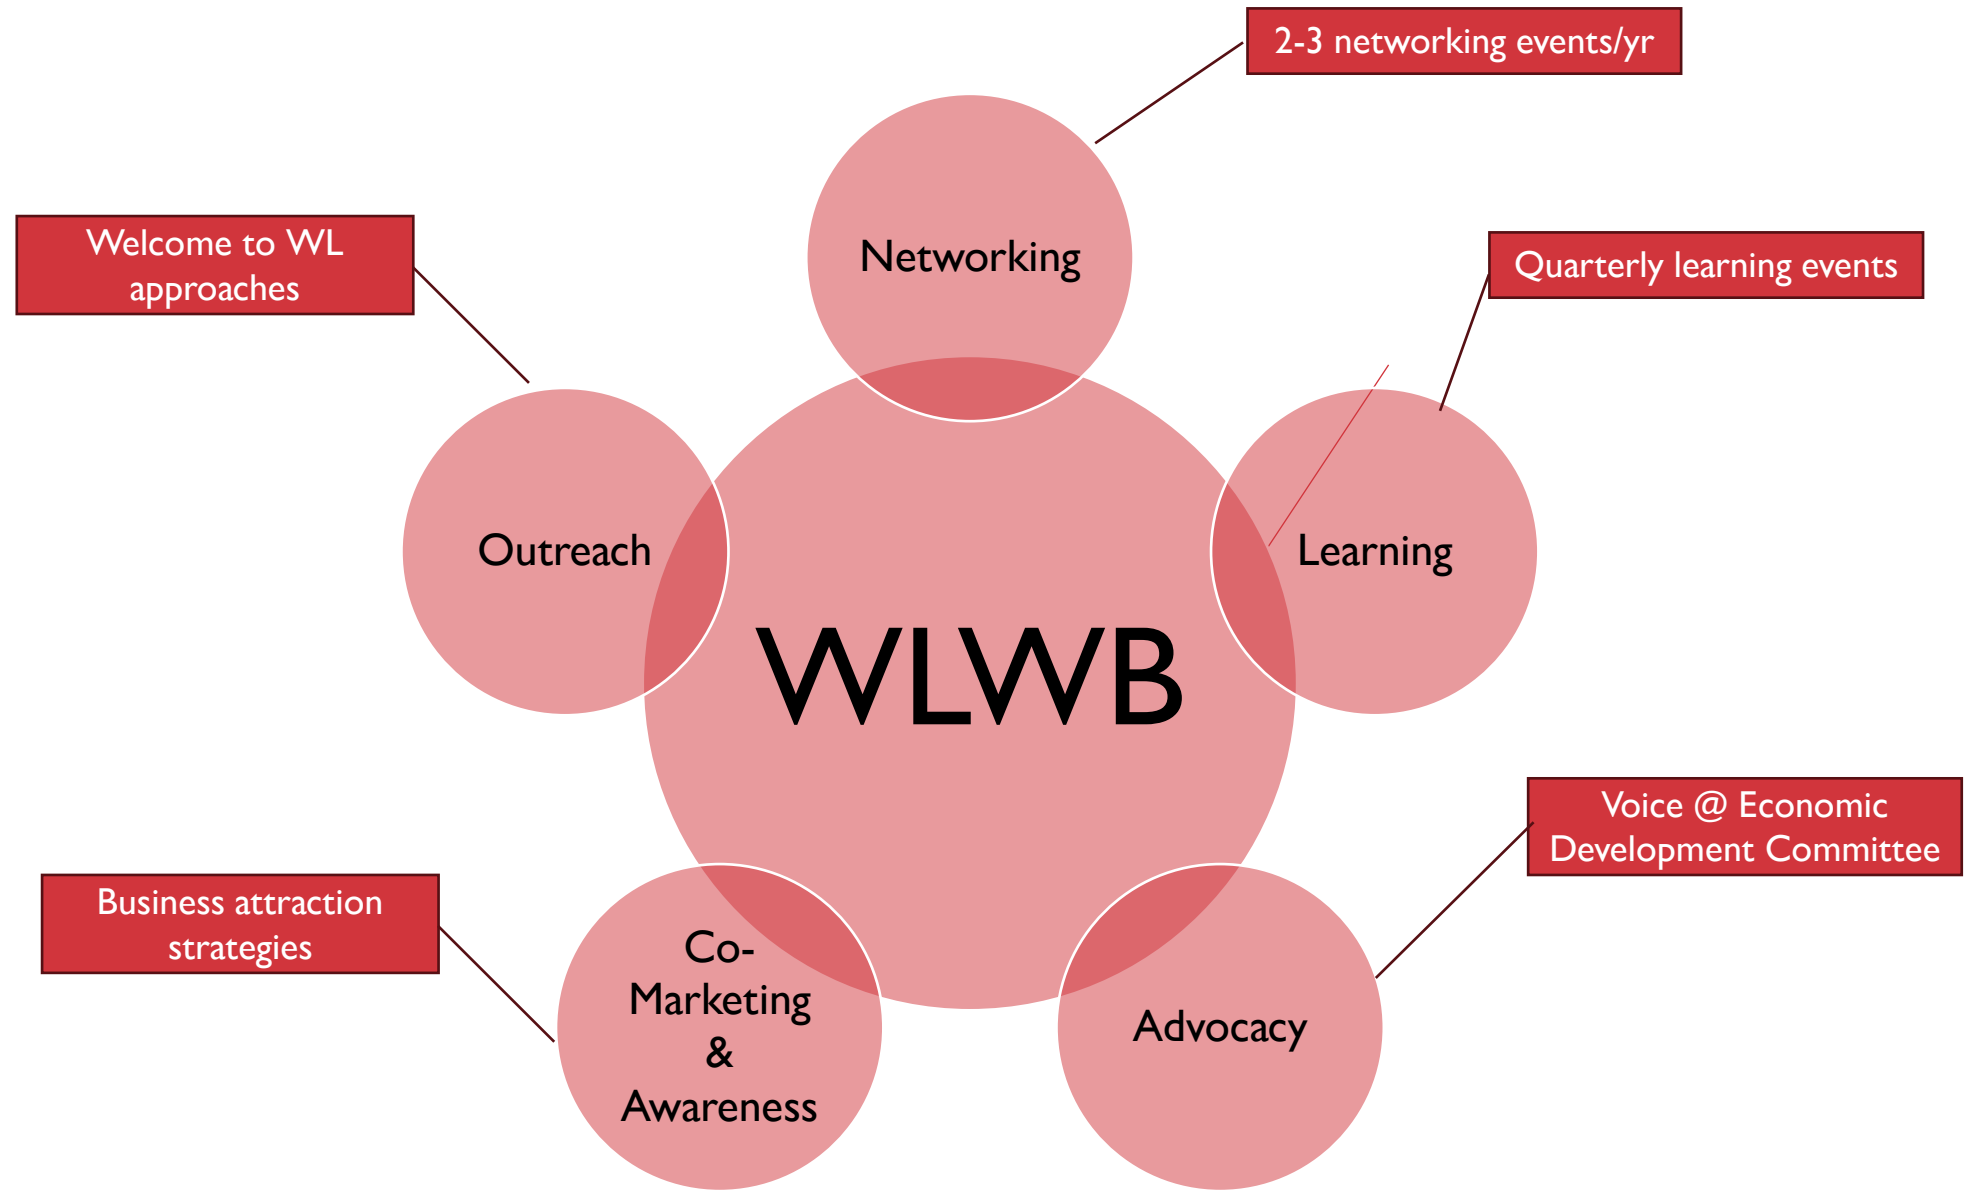 2-3 networking events/yr
Networking
Welcome to WL
approaches
Quarterly learning events
Outreach
Learning
WLWB
Voice @ Economic
Development Committee
Business attraction
strategies
Co-
Marketing
&
Awareness
Advocacy